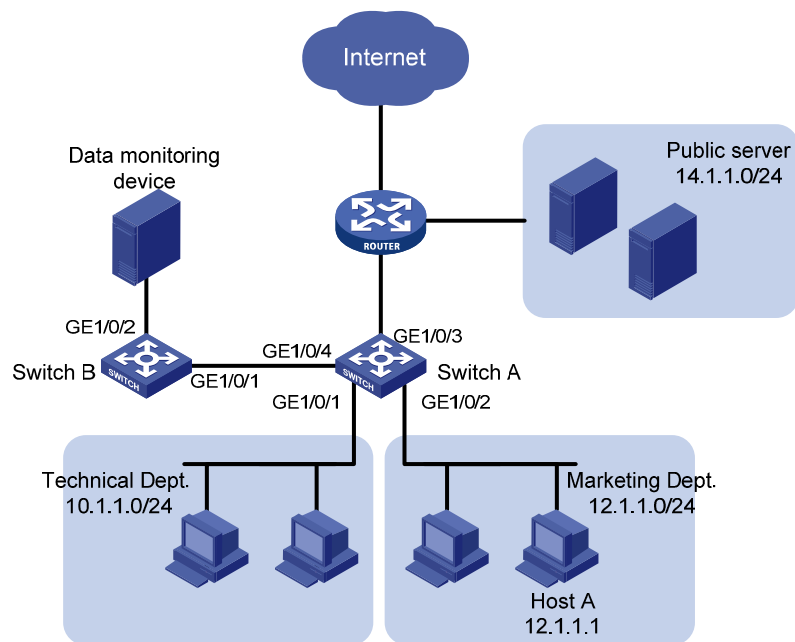 Internet
Data monitoring
device
Public server
14.1.1.0/24
ROUTER
GE1/0/2
GE1/0/3
GE1/0/4
Switch B
SWITCH
GE1/0/1
SWITCH
Switch A
GE1/0/1
GE1/0/2
Technical Dept.
10.1.1.0/24
Marketing Dept.
12.1.1.0/24
Host A
12.1.1.1